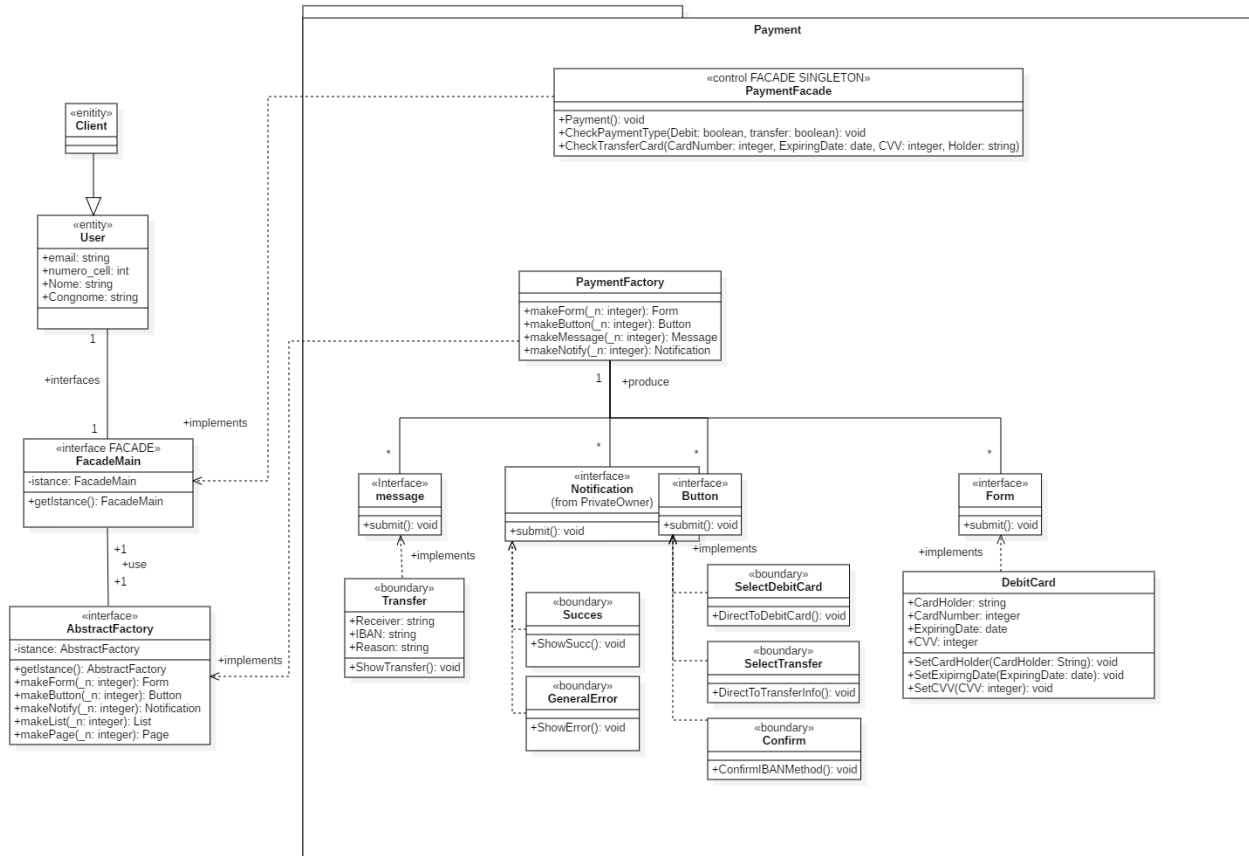 Payment
«control FACADE SINGLETON»
PaymentFacade
+Payment(): void
+CheckPaymentType(Debit: boolean, transfer: boolean): void
+CheckTransferCard(CardNumber: integer, ExpiringDate: date, CVV: integer, Holder: string)
«enitity»
Client
«entity»
User
+email: string
+numero_cell: int
+Nome: string
+Congnome: string
1
+interfaces
1
+implements
«interface FACADE»
FacadeMain
-istance: FacadeMain
+getIstance(): FacadeMain
+1
+use
+1
«interface»
AbstractFactory
-istance: AbstractFactory
+getIstance(): AbstractFactory
+makeForm(_n: integer): Form
+makeButton(_n: integer): Button
+makeNotify(_n: integer): Notification
+makeList(_n: integer): List
+makePage(_n: integer): Page
+implements
PaymentFactory
+makeForm(_n: integer): Form
+makeButton(_n: integer): Button
+makeMessage(_n: integer): Message
+makeNotify(_n: integer): Notification
1
+produce
*
*
*
*
«Interface»
message
+submit(): void
«interface»
Notification
(from PrivateOwner)
+submit(): void
«interface»
Button
+submit(): void
«interface»
Form
+submit(): void
+implements
+implements
+implements
«boundary»
Transfer
+Receiver: string
+IBAN: string
+Reason: string
+ShowTransfer(): void
«boundary»
Succes
+ShowSucc(): void
«boundary»
GeneralError
+ShowError(): void
«boundary»
SelectDebitCard
+DirectToDebitCard(): void
«boundary»
SelectTransfer
+DirectToTransferInfo(): void
«boundary»
Confirm
+ConfirmIBANMethod(): void
DebitCard
+CardHolder: string
+CardNumber: integer
+ExpiringDate: date
+CVV: integer
+SetCardHolder(CardHolder: String): void
+SetExpirngDate(ExpiringDate: date): void
+SetCVV(CVV: integer): void